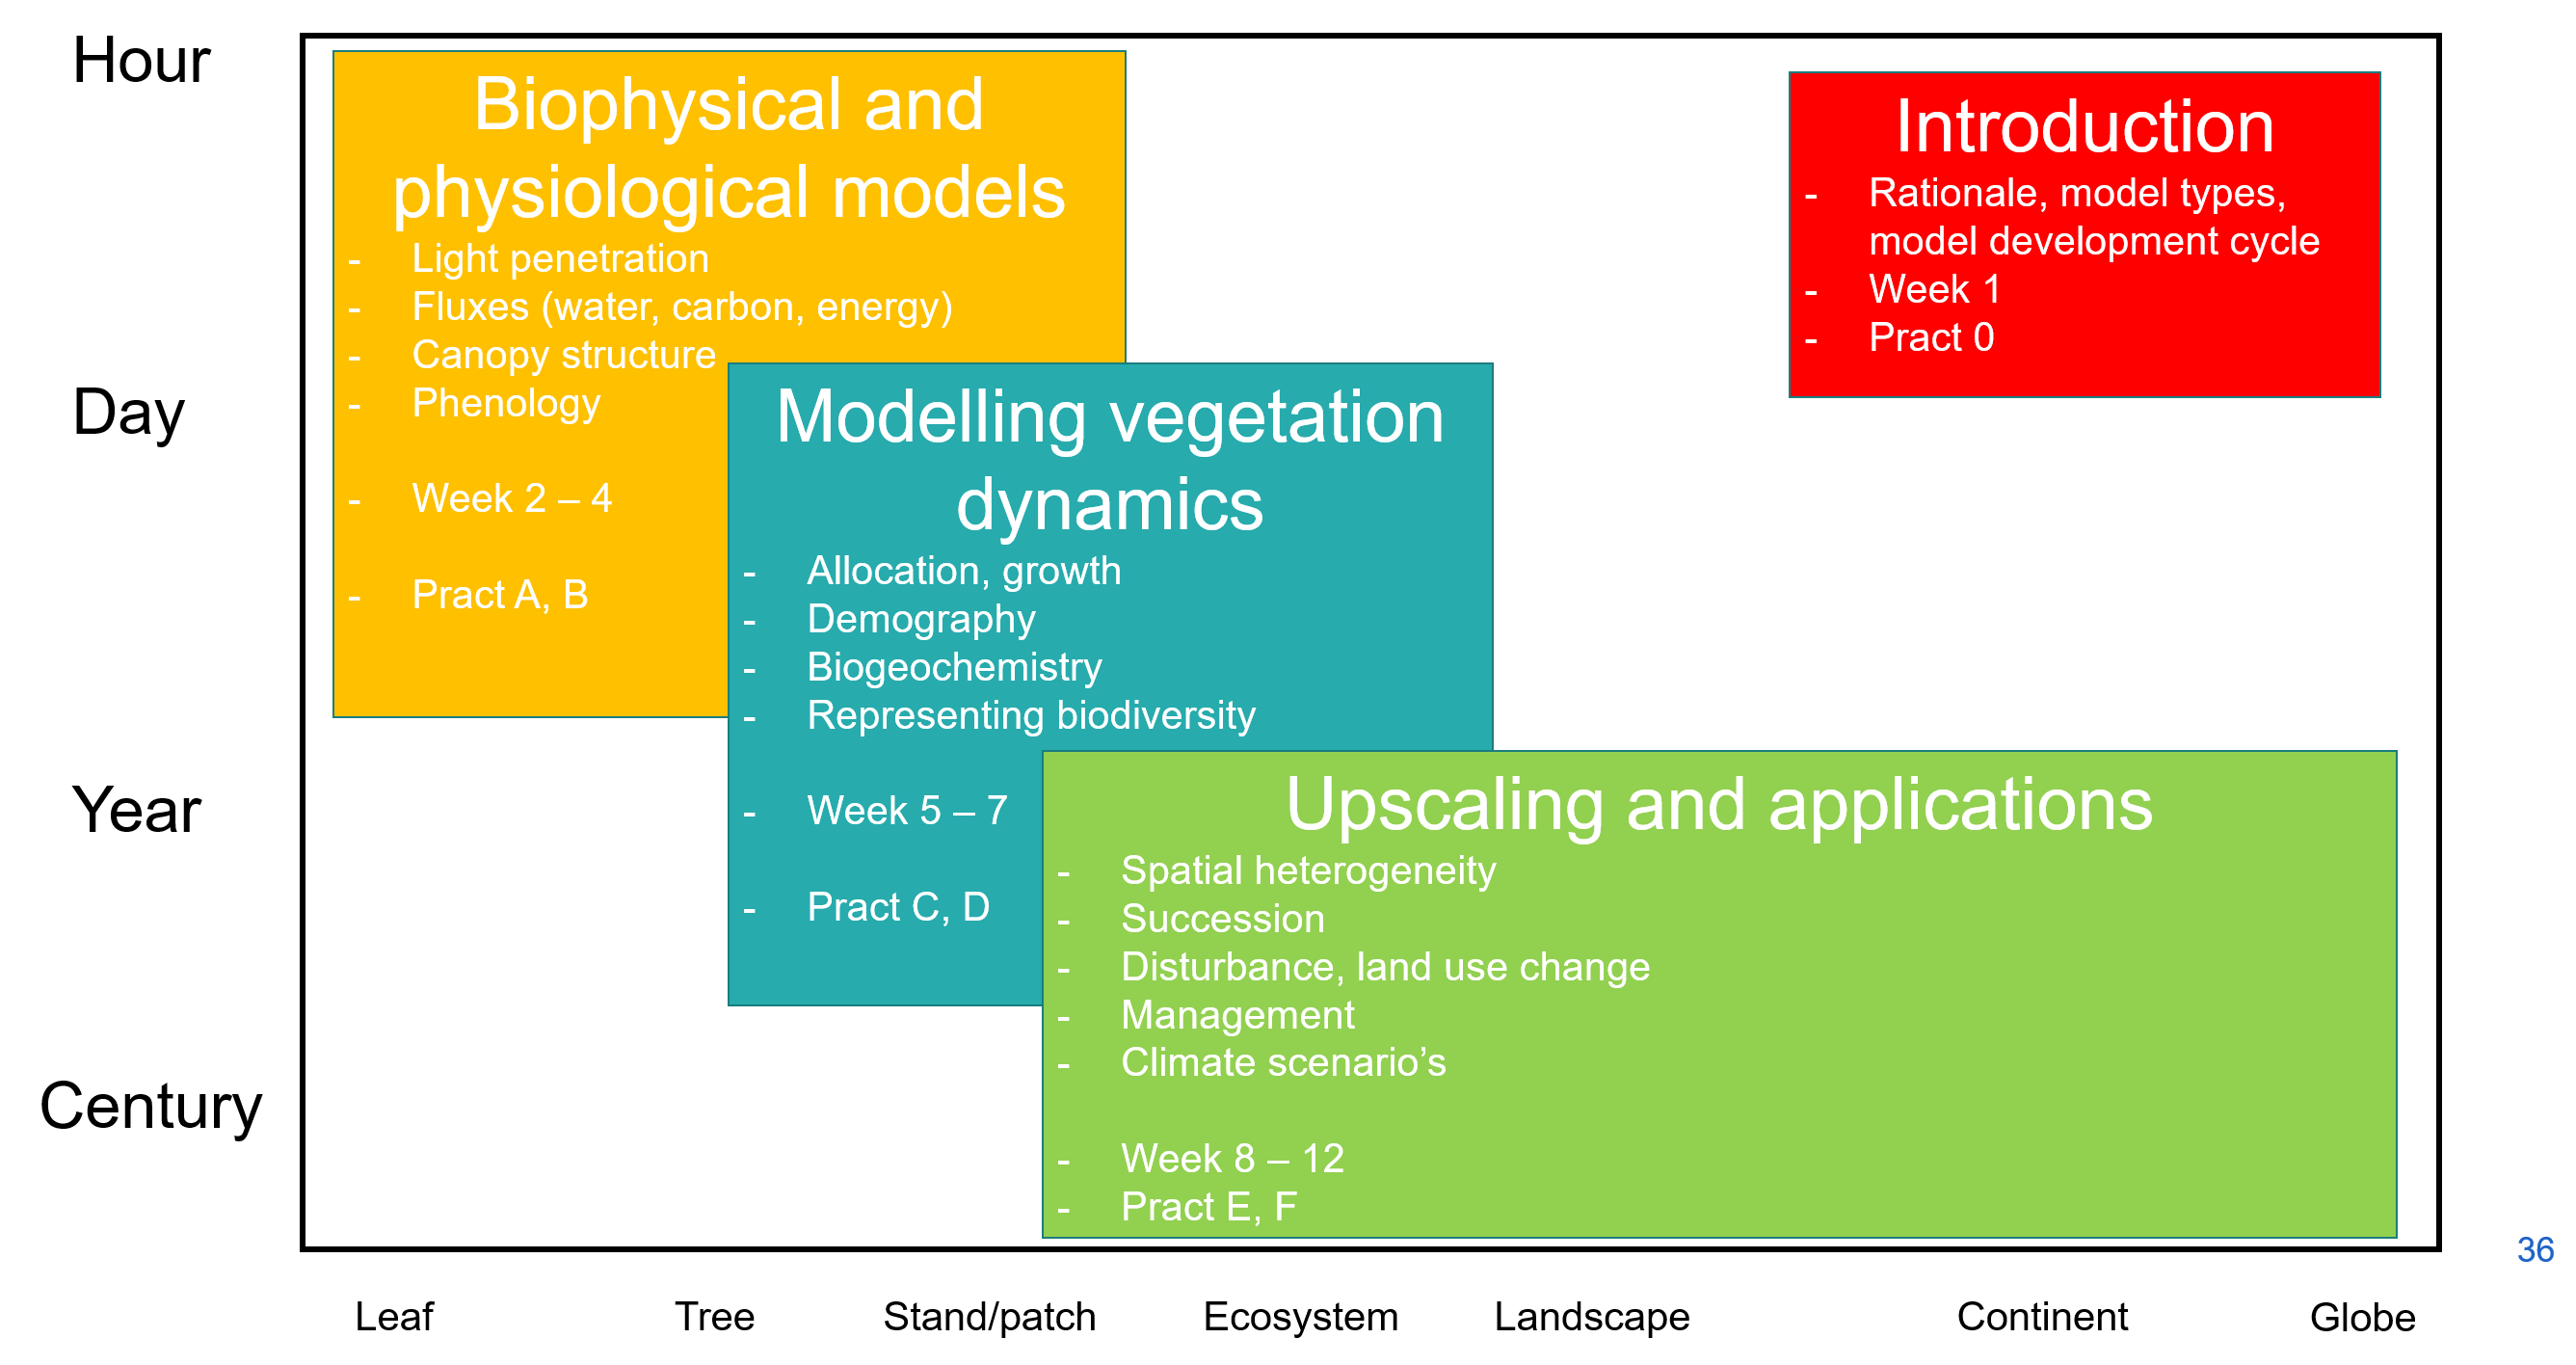 Hour
Day
Year
Century
Biophysical and
physiological models
- Light penetration
- Fluxes (water, carbon, energy)
- Canopy structure
- Phenology
- Week 2 – 4
- Pract A, B
Introduction
- Rationale, model types,
model development cycle
- Week 1
- Pract 0
Modelling vegetation
dynamics
- Allocation, growth
- Demography
- Biogeochemistry
- Representing biodiversity
- Week 5 – 7
- Pract C, D
Upscaling and applications
- Spatial heterogeneity
- Succession
- Disturbance, land use change
- Management
- Climate scenario’s
- Week 8 – 12
- Pract E, F
36
Leaf Tree Stand/patch Ecosystem Landscape Continent Globe